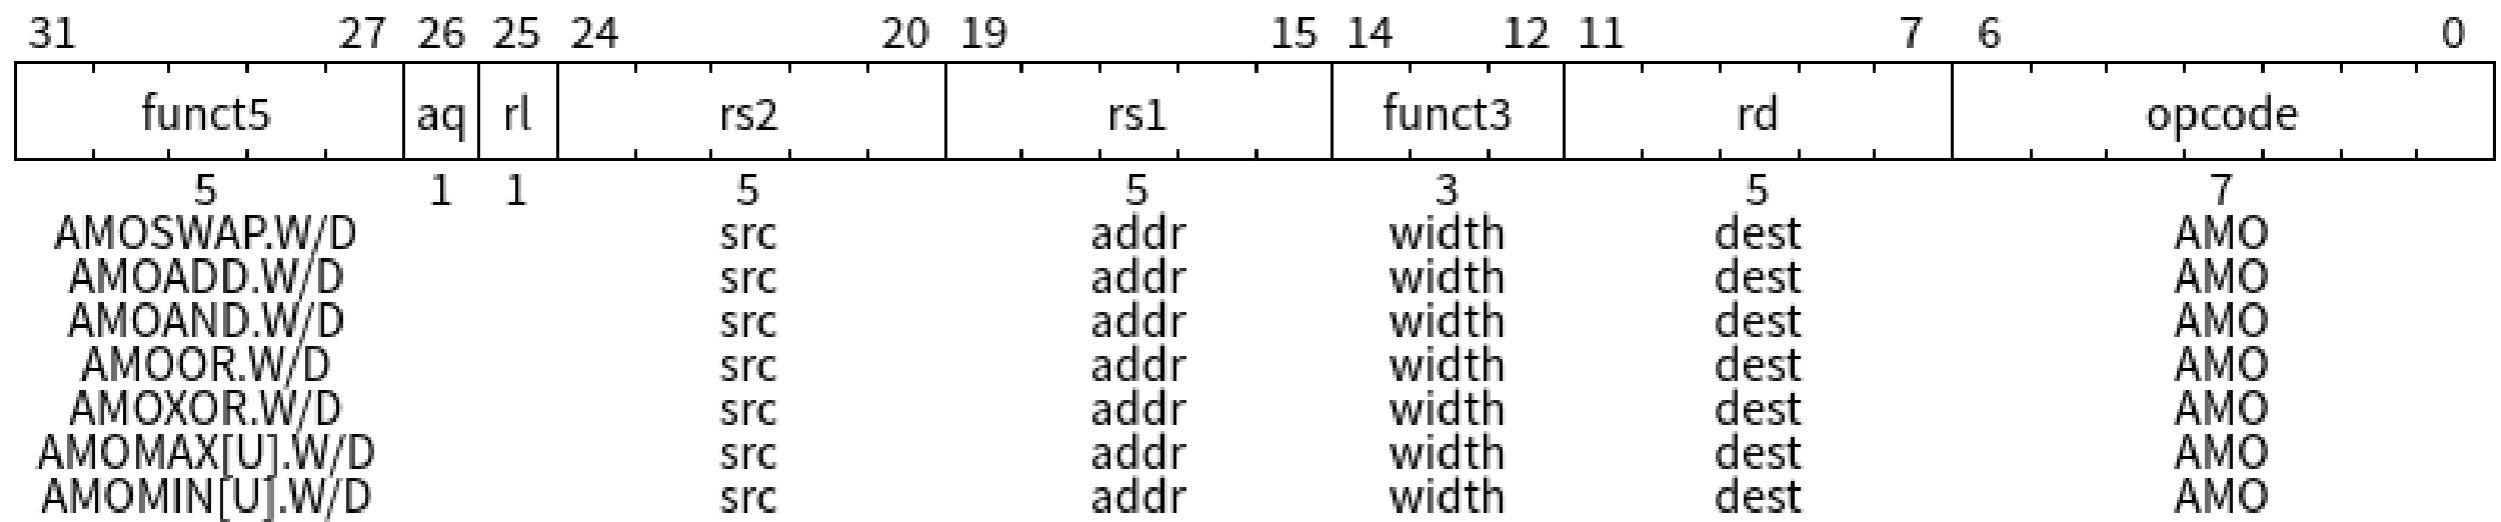 31 27 26 25 24 20 19 15 14 12 11 7 6 0
funct5 aq rl rs2 rs1 funct3 rd opcode
5 1 1 5 5 3 5 7
AMOSWAP.W/D src addr width dest AMO
AMOADD.W/D src addr width dest AMO
AMOAND.W/D src addr width dest AMO
AMOOR.W/D src addr width dest AMO
AMOXOR.W/D src addr width dest AMO
AMOMAX[U].W/D src addr width dest AMO
AMOMIN[U].W/D src addr width dest AMO